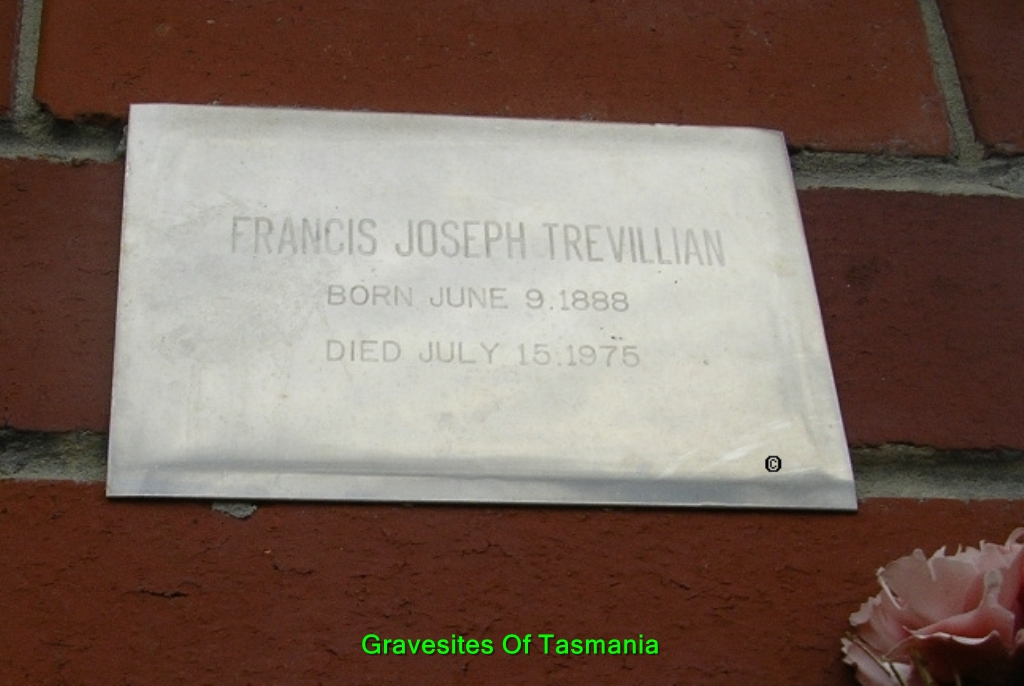 FRANCIS JOSEPH TREVILLIAN
BORN JUNE 9.1888
DIED JULY 15.1975
©
Gravesites Of Tasmania